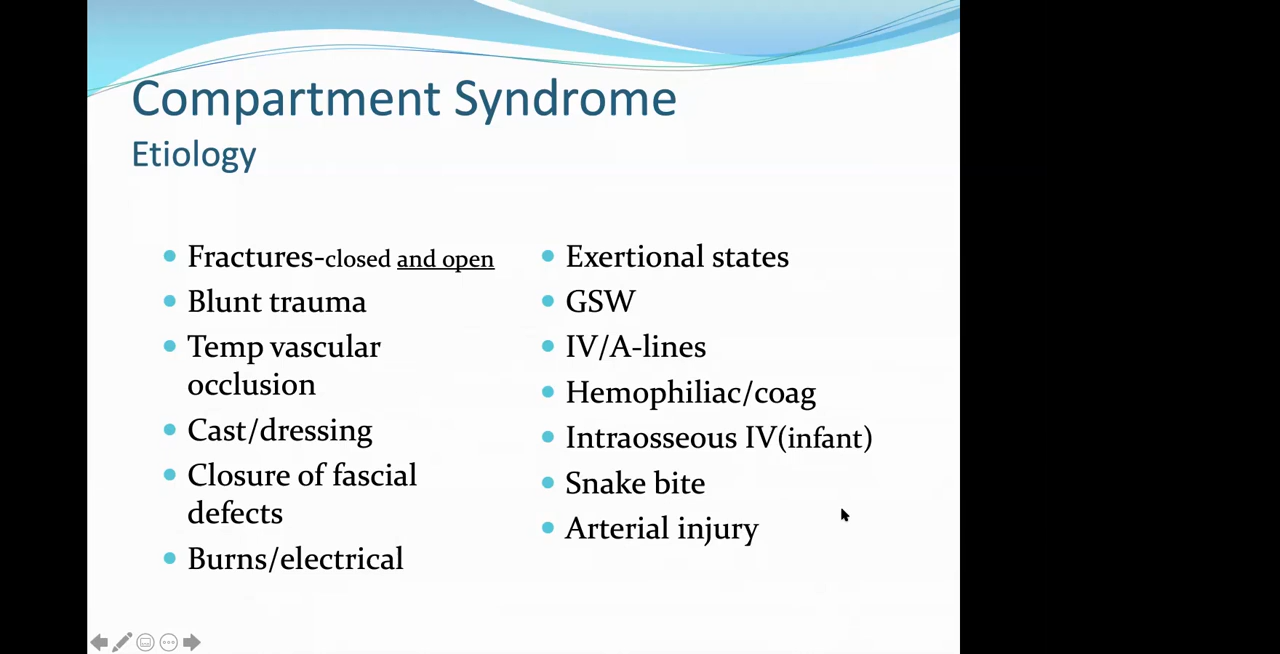 Compartment Syndrome
Etiology
Fractures-closed and open
Blunt trauma
Temp vascular
occlusion
Cast/dressing
Closure of fascial
defects
Burns/electrical
Exertional states
GSW
IV/A-lines
Hemophiliac/coag
Intraosseous IV(infant)
Snake bite
Arterial injury